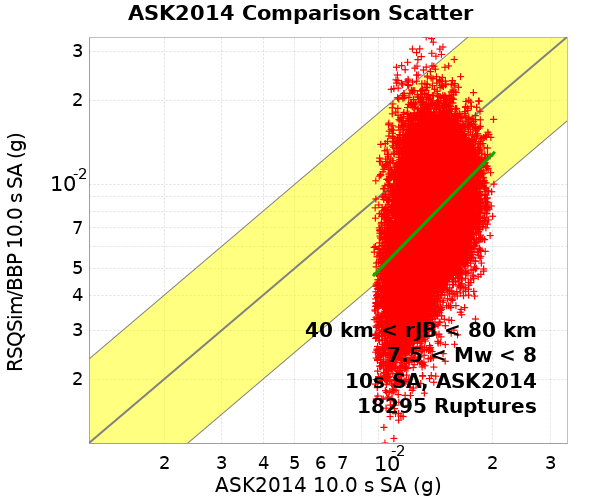 ASK2014 Comparison Scatter
RSQSim/BBP 10.0 s SA (g)
3
2
10-2
7
5
4
3
2
40 km < rJB < 80 km
7.5 < Mw < 8
10s SA, ASK2014
18295 Ruptures
2 3 4 5 6 7 10-2 2 3
ASK2014 10.0 s SA (g)